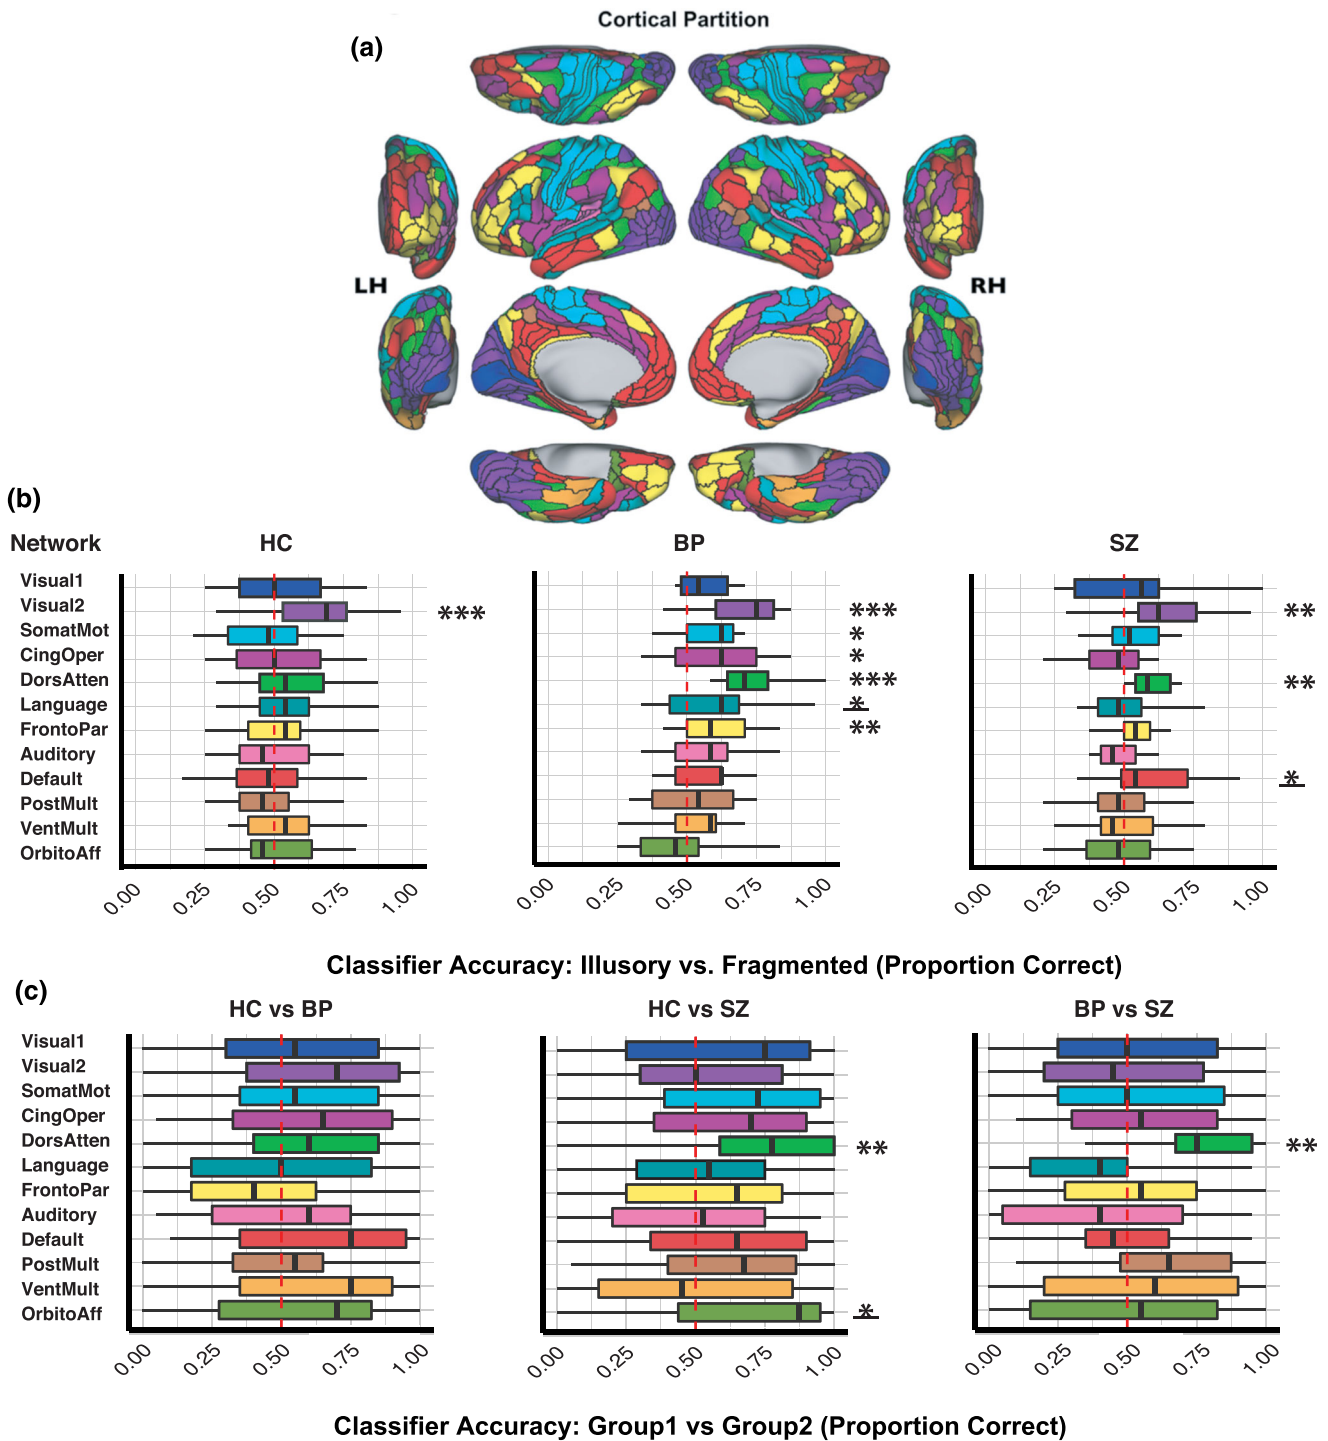 Cortical Partition
(a)
LH
RH
(b)
Network
HC
BP
SZ
Visual1
Visual2
SomatMot
CingOper
DorsAtten
Language
FrontoPar
Auditory
Default
PostMult
VentMult
OrbitoAff
***
***
*
*
***
*
**
**
**
*
0.00 0.25 0.50 0.75 1.00
0.00 0.25 0.50 0.75 1.00
0.00 0.25 0.50 0.75 1.00
Classifier Accuracy: Illusory vs. Fragmented (Proportion Correct)
(c)
HC vs BP
HC vs SZ
BP vs SZ
Visual1
Visual2
SomatMot
CingOper
DorsAtten
Language
FrontoPar
Auditory
Default
PostMult
VentMult
OrbitoAff
**
*
**
0.00 0.25 0.50 0.75 1.00
0.00 0.25 0.50 0.75 1.00
0.00 0.25 0.50 0.75 1.00
Classifier Accuracy: Group1 vs Group2 (Proportion Correct)